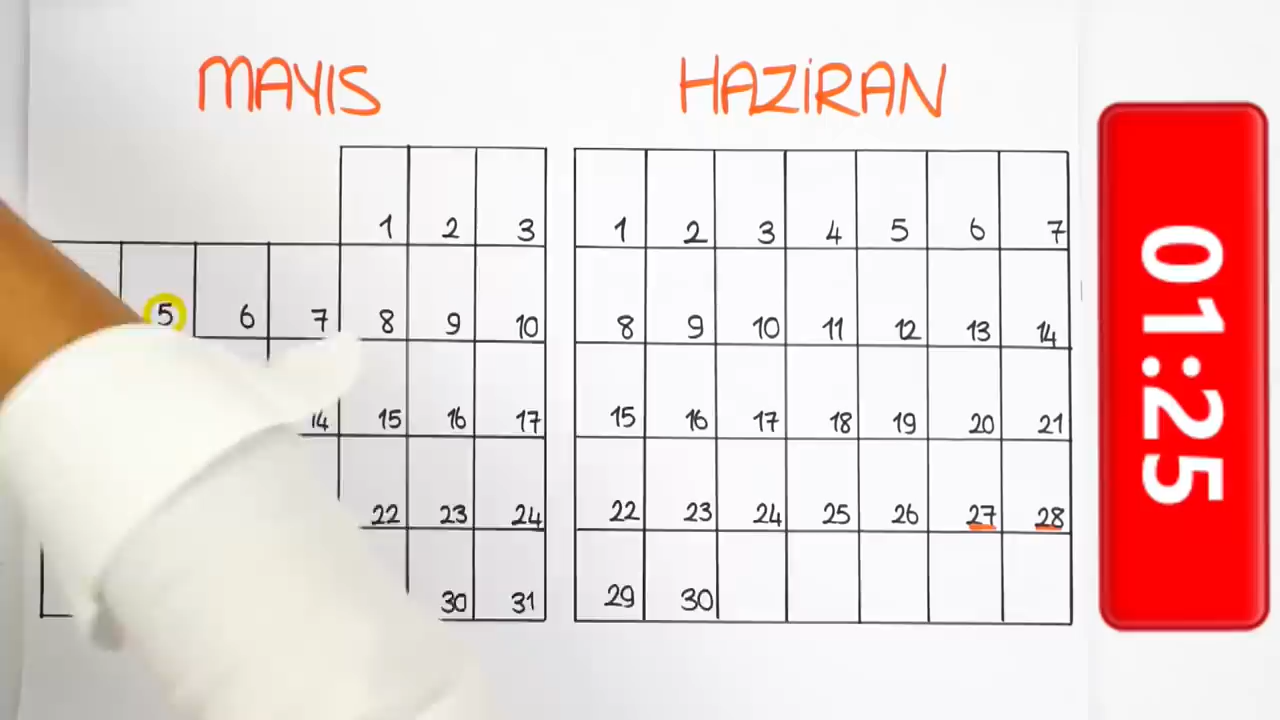 MAYIS
HAZİRAN
1 2 3
5 6 7 8 9 10
14 15 16 17
22 23 24
30 31
1 2 3 4 5 6 7
8 9 10 11 12 13 14
15 16 17 18 19 20 21
22 23 24 25 26 27 28
29 30
01:25